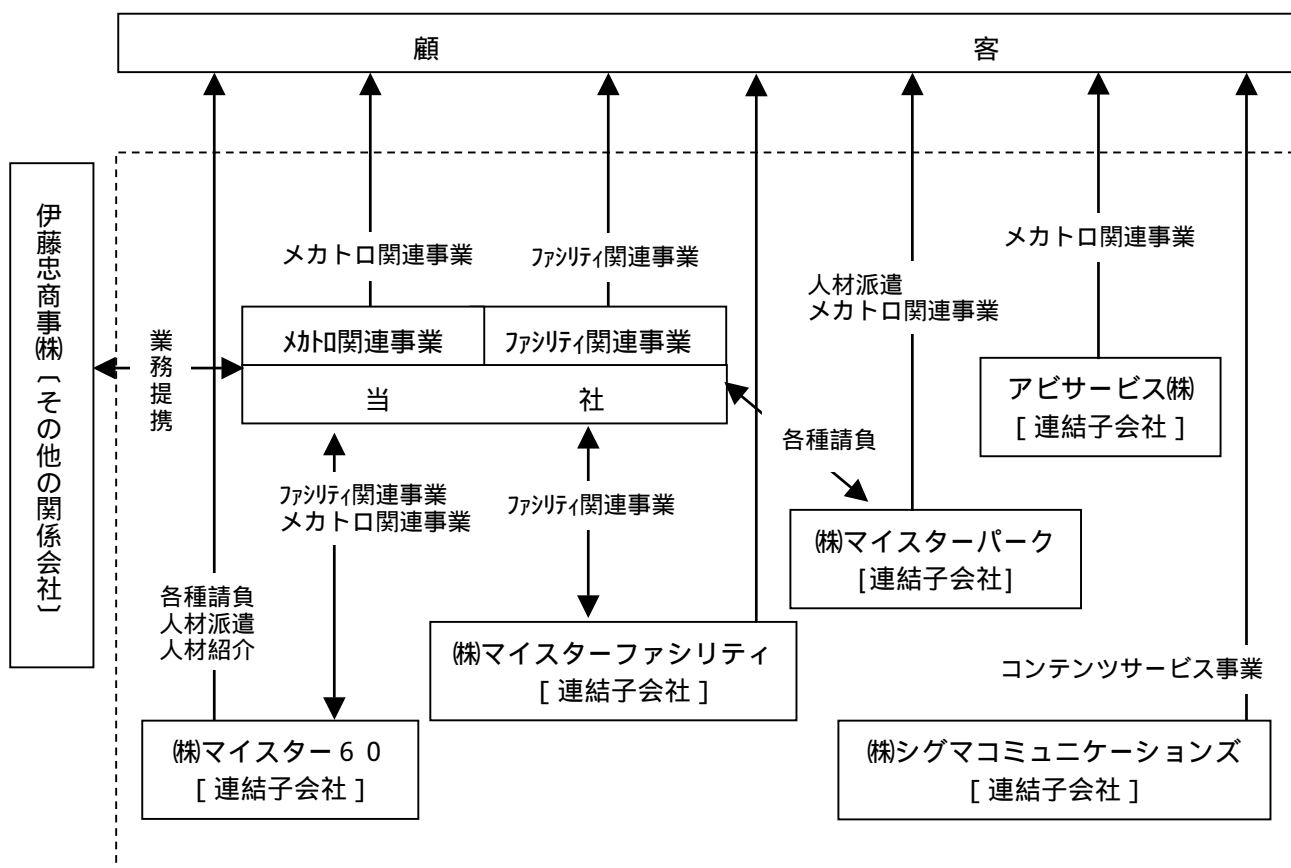 顧 客
伊藤忠商事㈱〔その他の関係会社〕
業務提携
メカトロ関連事業
ﾌｧｼﾘﾃｨ関連事業
メカトロ関連事業
人材派遣
メカトロ関連事業
ﾒｶﾄﾛ関連事業
ﾌｧｼﾘﾃｨ関連事業
当 社
アビサービス㈱
[ 連結子会社 ]
各種請負
ﾌｧｼﾘﾃｨ関連事業
メカトロ関連事業
ﾌｧｼﾘﾃｨ関連事業
㈱マイスターパーク
[連結子会社]
各種請負
人材派遣
人材紹介
㈱マイスターファシリティ
[ 連結子会社 ]
コンテンツサービス事業
㈱マイスター６０
[ 連結子会社 ]
㈱シグマコミュニケーションズ
[ 連結子会社 ]